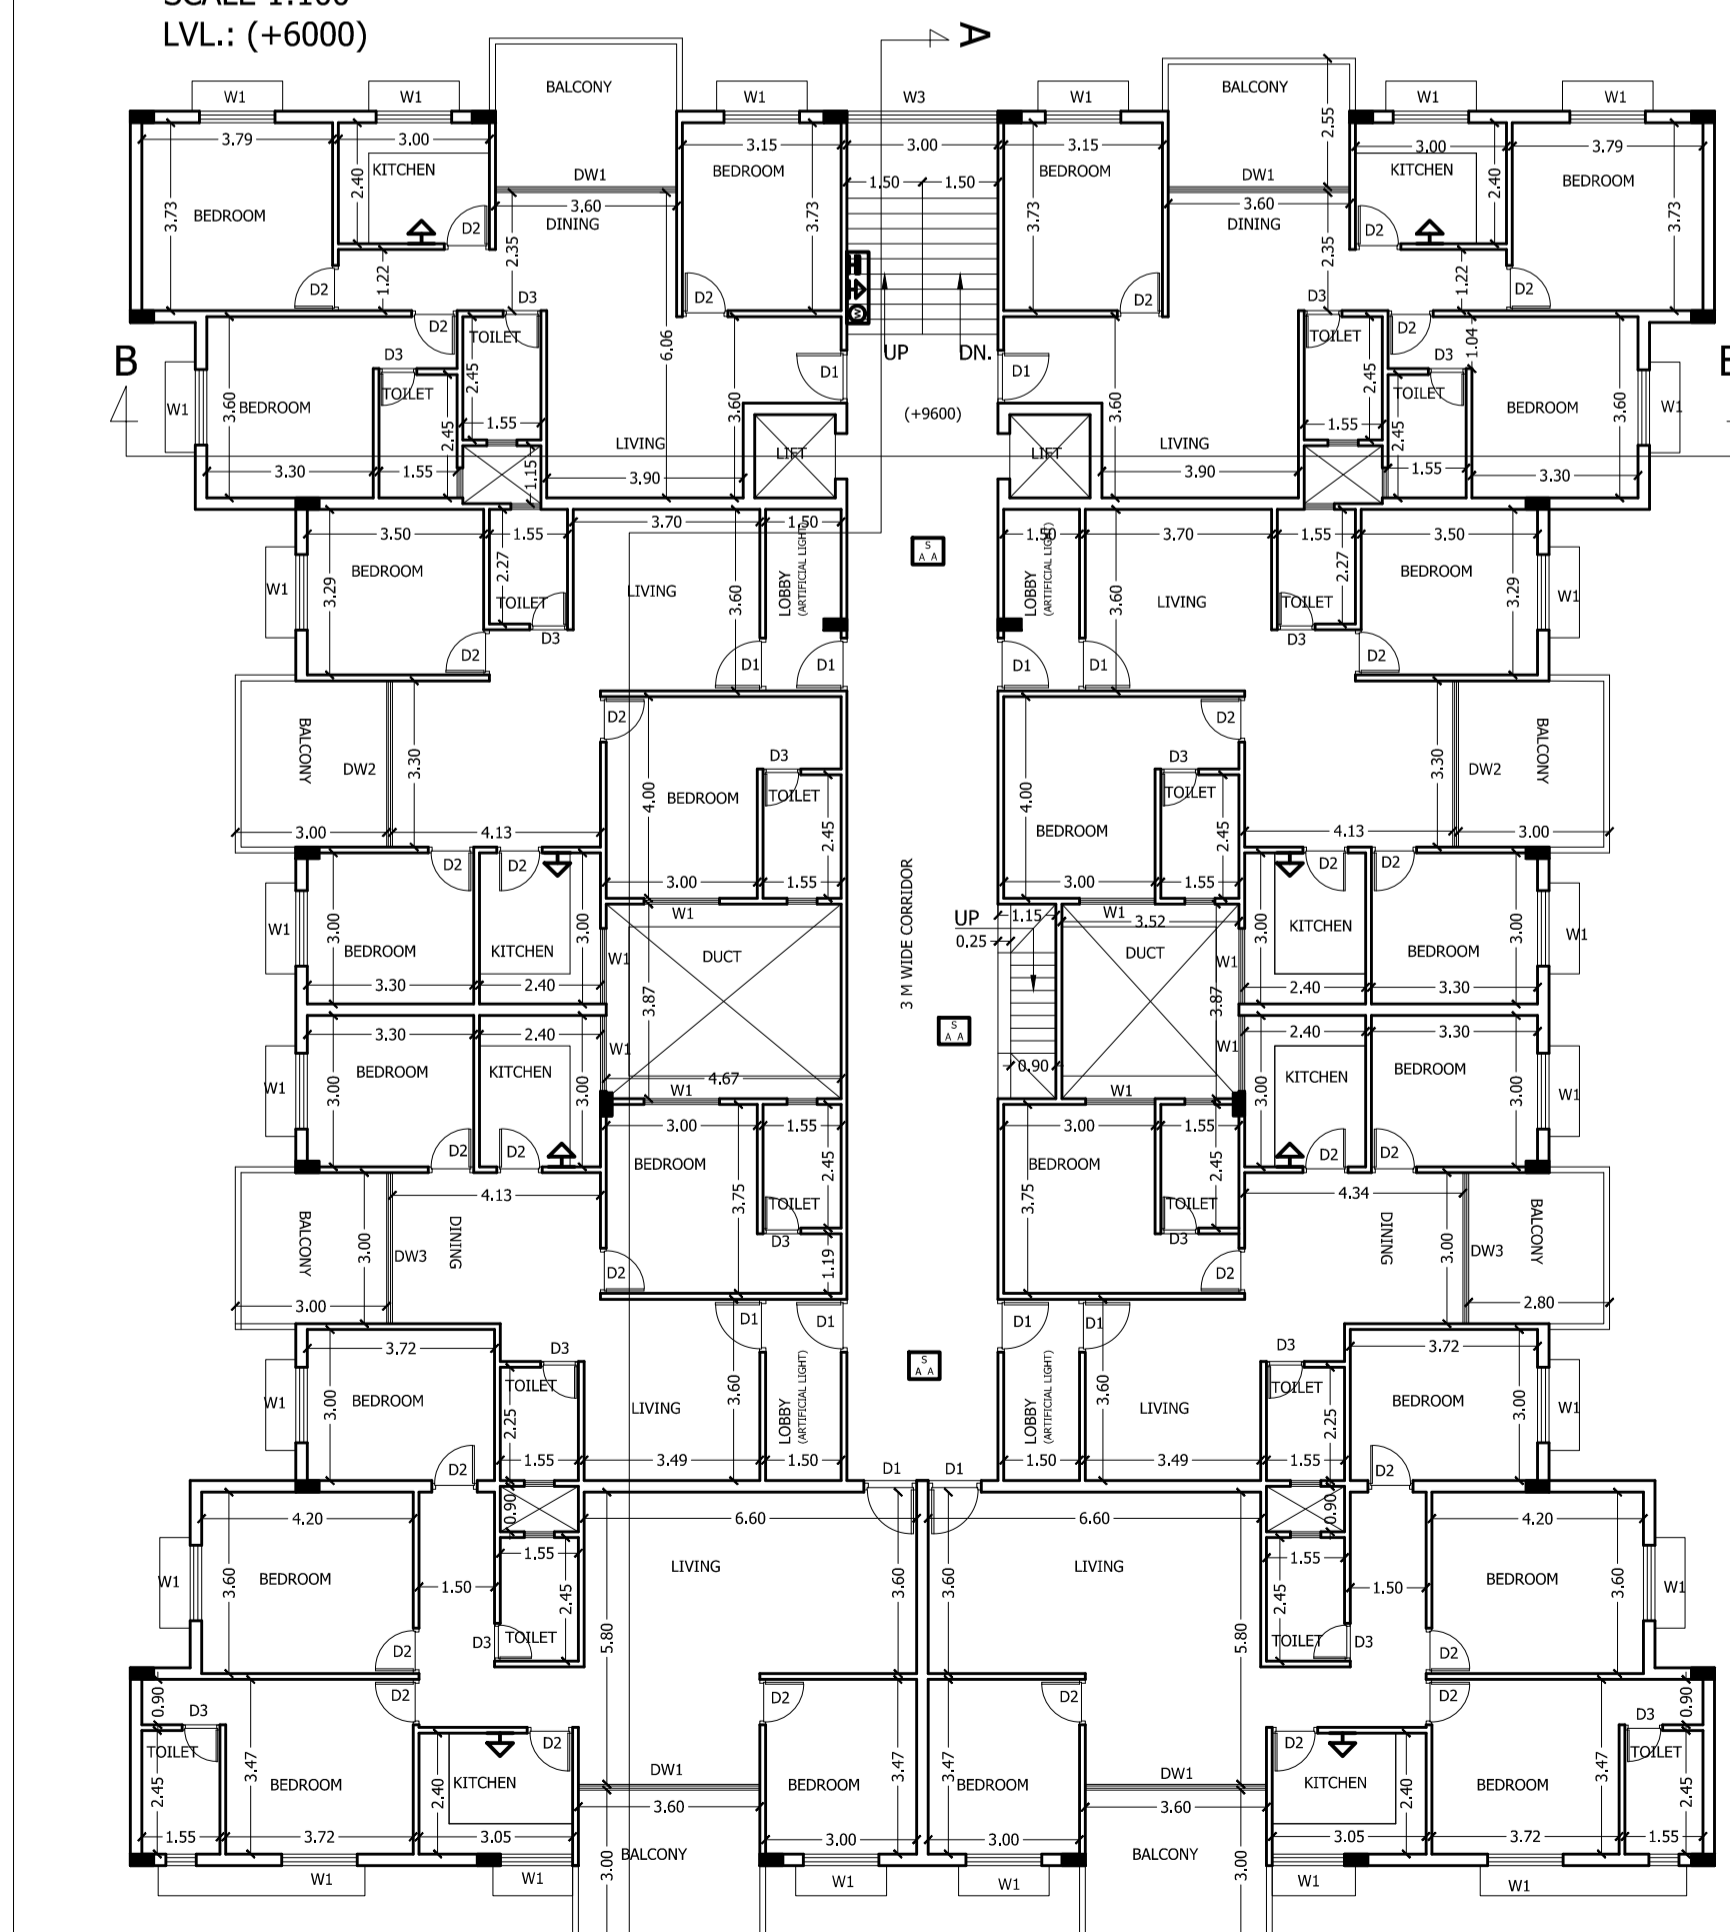 SCALE 1:100
LVL.: (+6000)
A
BALCONY
BALCONY
W1
W1
W1
W3
W1
W1
W1
3.79
3.00
3.15
3.00
3.15
2.55
3.00
3.79
KITCHEN
BEDROOM
BEDROOM
KITCHEN
BEDROOM
2.40
DW1
1.50
1.50
DW1
2.40
3.73
BEDROOM
3.60
3.73
3.73
3.60
3.73
D2
DINING
DINING
D2
2.35
2.35
1.22
1.22
D2
D3
D2
D2
D3
D2
D2
TOILET
TOILET
D2
B
D3
6.06
UP
DN.
D3
1.04
D1
D1
W1
3.60
BEDROOM
TOILET
2.45
2.45
1.55
3.60
(+9600)
3.60
2.45
1.55
TOILET
2.45
BEDROOM
3.60
W1
LIVING
LIFT
LIFT
LIVING
3.30
1.55
1.15
3.90
3.90
1.55
3.30
3.50
1.55
3.70
1.50
S
A A
1.50
3.70
1.55
3.50
W1
BEDROOM
3.29
2.27
TOILET
LIVING
3.60
LOBBY
(ARTIFICIAL LIGHT)
LOBBY
(ARTIFICIAL LIGHT)
3.60
LIVING
2.27
TOILET
BEDROOM
3.29
W1
D3
D3
D2
D1
D1
D1
D1
D2
D2
D2
BALCONY
DW2
3.30
4.00
D3
TOILET
BEDROOM
2.45
4.00
D3
TOILET
BEDROOM
2.45
3.30
DW2
BALCONY
3.00
4.13
4.13
3.00
D2
D2
D2
D2
3.00
1.55
3.00
1.55
3 M WIDE CORRIDOR
W1
3.00
BEDROOM
KITCHEN
3.00
W1
W1
DUCT
UP
1.15
0.25
W1
3.52
DUCT
W1
3.00
KITCHEN
BEDROOM
3.00
W1
3.30
2.40
3.87
3.87
2.40
3.30
3.30
2.40
W1
S
A A
W1
2.40
3.30
W1
3.00
BEDROOM
KITCHEN
3.00
4.67
W1
0.90
W1
3.00
KITCHEN
BEDROOM
3.00
W1
D2
D2
3.00
1.55
3.00
1.55
D2
D2
BEDROOM
3.75
2.45
TOILET
BEDROOM
3.75
2.45
TOILET
4.13
4.34
BALCONY
3.00
DW3
DINING
D3
1.19
D3
DINING
3.00
DW3
BALCONY
D2
D2
3.00
2.80
D1
D1
D1
D1
3.72
D3
S
A A
D3
3.72
W1
3.00
BEDROOM
TOILET
2.25
LIVING
3.60
LOBBY
(ARTIFICIAL LIGHT)
LOBBY
(ARTIFICIAL LIGHT)
3.60
LIVING
TOILET
2.25
BEDROOM
3.00
W1
D2
1.55
3.49
1.50
D1
D1
1.50
3.49
1.55
D2
4.20
0.90
6.60
6.60
0.90
4.20
1.55
LIVING
LIVING
1.55
W1
3.60
BEDROOM
1.50
2.45
3.60
3.60
2.45
1.50
BEDROOM
3.60
W1
D2
D3
TOILET
5.80
5.80
TOILET
D3
D2
0.90
D3
D2
D2
D2
D2
D3
0.90
TOILET
D2
D2
TOILET
2.45
3.47
BEDROOM
2.40
KITCHEN
DW1
BEDROOM
3.47
3.47
BEDROOM
DW1
KITCHEN
2.40
BEDROOM
3.47
2.45
3.60
3.60
1.55
3.72
3.05
3.00
3.00
3.05
3.72
1.55
BALCONY
BALCONY
3.00
3.00
W1
W1
W1
W1
W1
W1